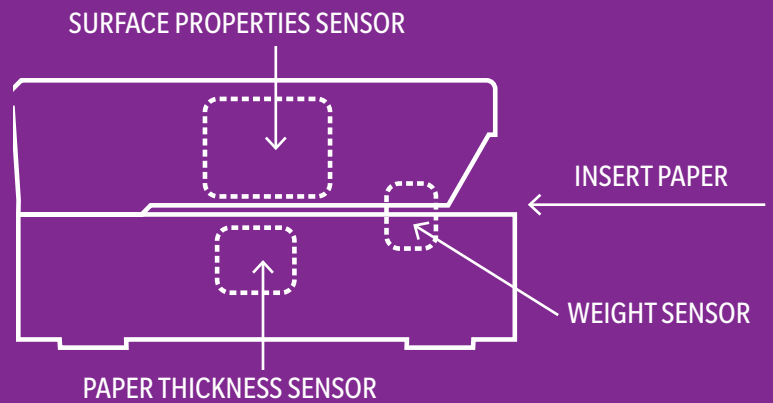 SURFACE PROPERTIES SENSOR
INSERT PAPER
WEIGHT SENSOR
PAPER THICKNESS SENSOR